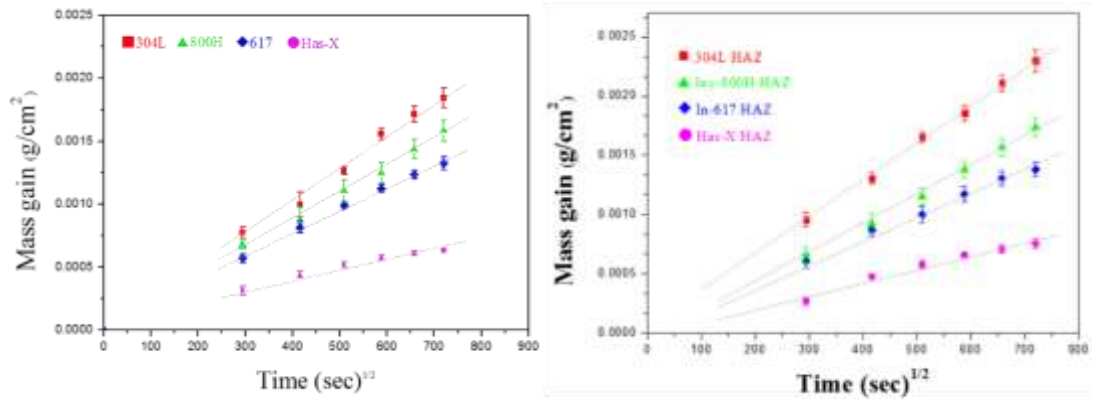 0.0025
0.0020
0.0015
0.0010
0.0005
0.0000
Mass gain (g/cm²)
304L 800H 617 Has-X
0 100 200 300 400 500 600 700 800 900
Time (sec)^1/2
0.0025
0.0020
0.0015
0.0010
0.0005
0.0000
Mass gain (g/cm²)
304L HAZ
Inc-800H HAZ
In-617 HAZ
Has-X HAZ
0 100 200 300 400 500 600 700 800 900
Time (sec)^1/2